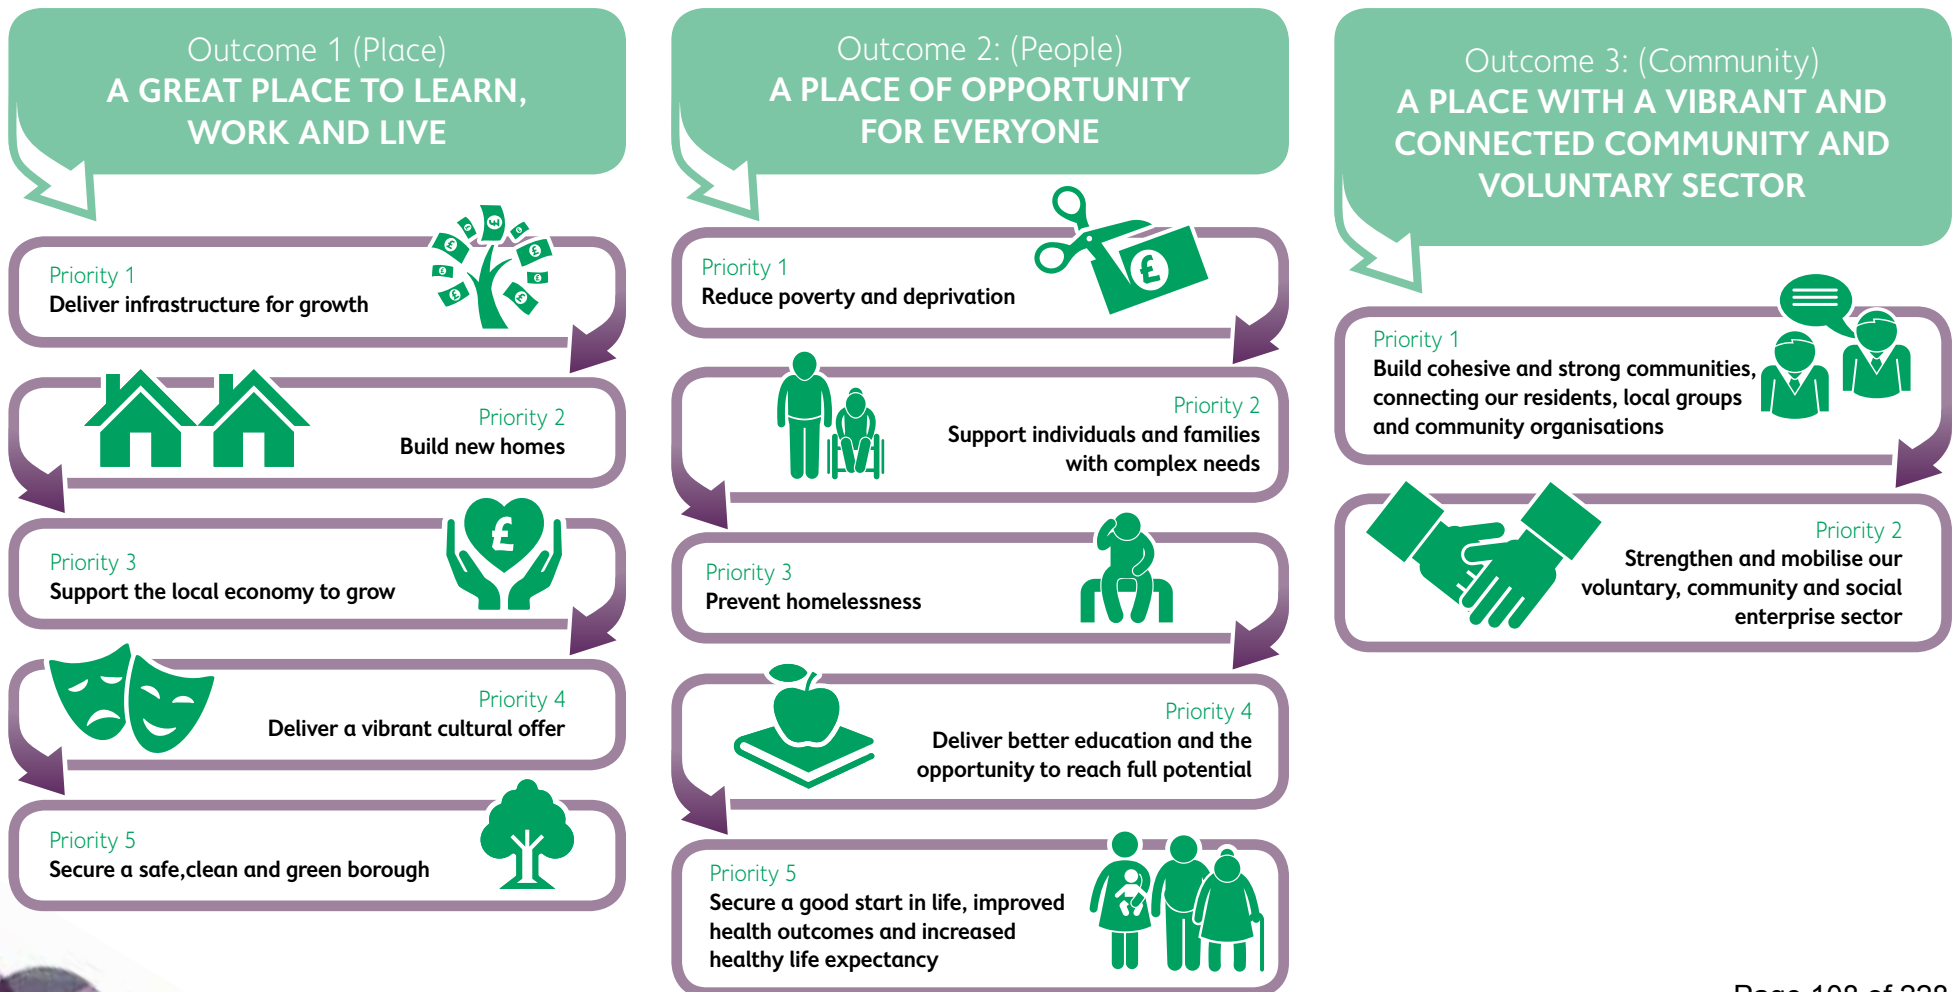 Outcome 1 (Place)
A GREAT PLACE TO LEARN,
WORK AND LIVE
Priority 1
Deliver infrastructure for growth
Priority 2
Build new homes
£
Priority 3
Support the local economy to grow
Priority 4
Deliver a vibrant cultural offer
Priority 5
Secure a safe,clean and green borough
Outcome 2: (People)
A PLACE OF OPPORTUNITY
FOR EVERYONE
Priority 1
Reduce poverty and deprivation
£
Priority 2
Support individuals and families
with complex needs
Priority 3
Prevent homelessness
Priority 4
Deliver better education and the
opportunity to reach full potential
Priority 5
Secure a good start in life, improved
health outcomes and increased
healthy life expectancy
Outcome 3: (Community)
A PLACE WITH A VIBRANT AND
CONNECTED COMMUNITY AND
VOLUNTARY SECTOR
Priority 1
Build cohesive and strong communities,
connecting our residents, local groups
and community organisations
Priority 2
Strengthen and mobilise our
voluntary, community and social
enterprise sector
Page 108 of 228